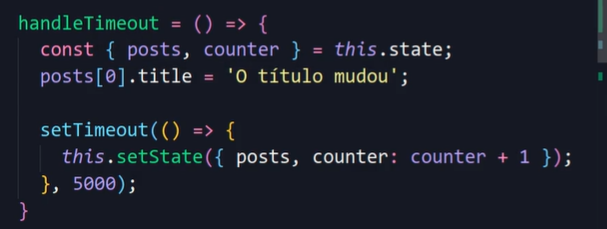 handleTimeout = () => {
const { posts, counter } = this.state;
posts[0].title = 'O título mudou';
setTimeout(() => {
this.setState({ posts, counter: counter + 1 });
}, 5000);
}